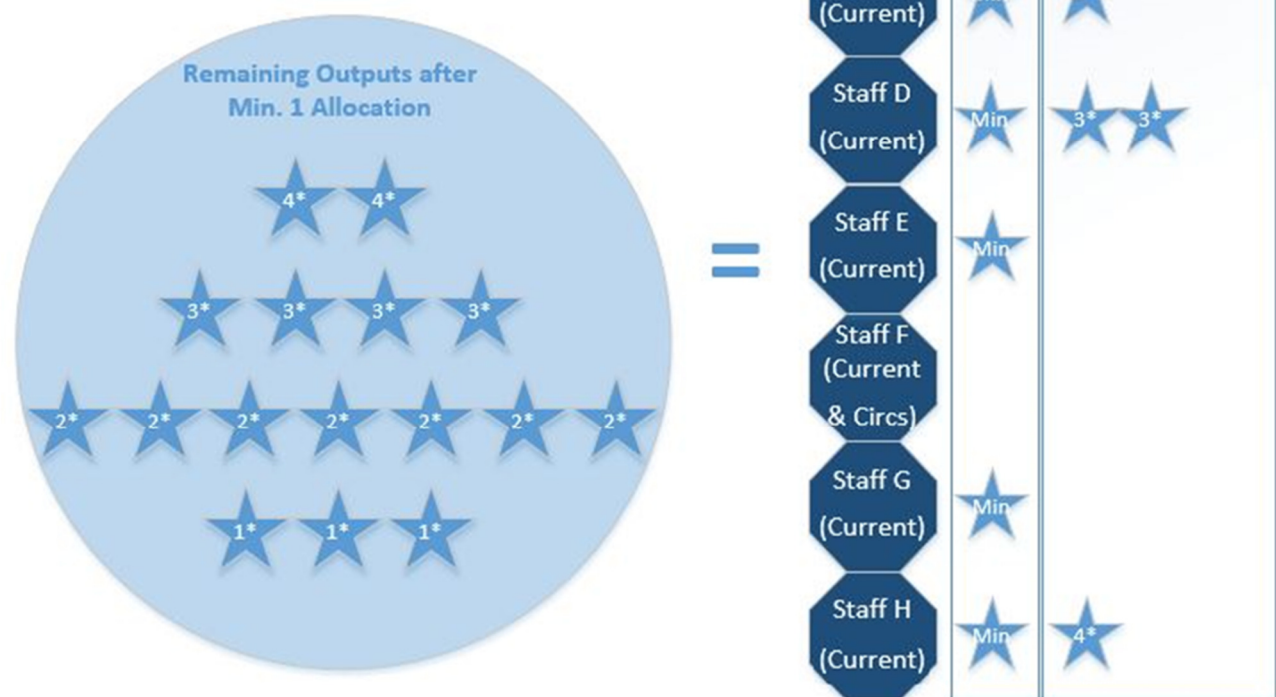 Remaining Outputs after
Min. 1 Allocation
4* 4*
3* 3* 3* 3*
2* 2* 2* 2* 2* 2* 2*
1* 1* 1*
=
(Current)
Staff D
(Current)
Min 3* 3*
Staff E
(Current)
Min
Staff F
(Current
& Circs)
Staff G
(Current)
Min
Staff H
(Current)
Min 4*